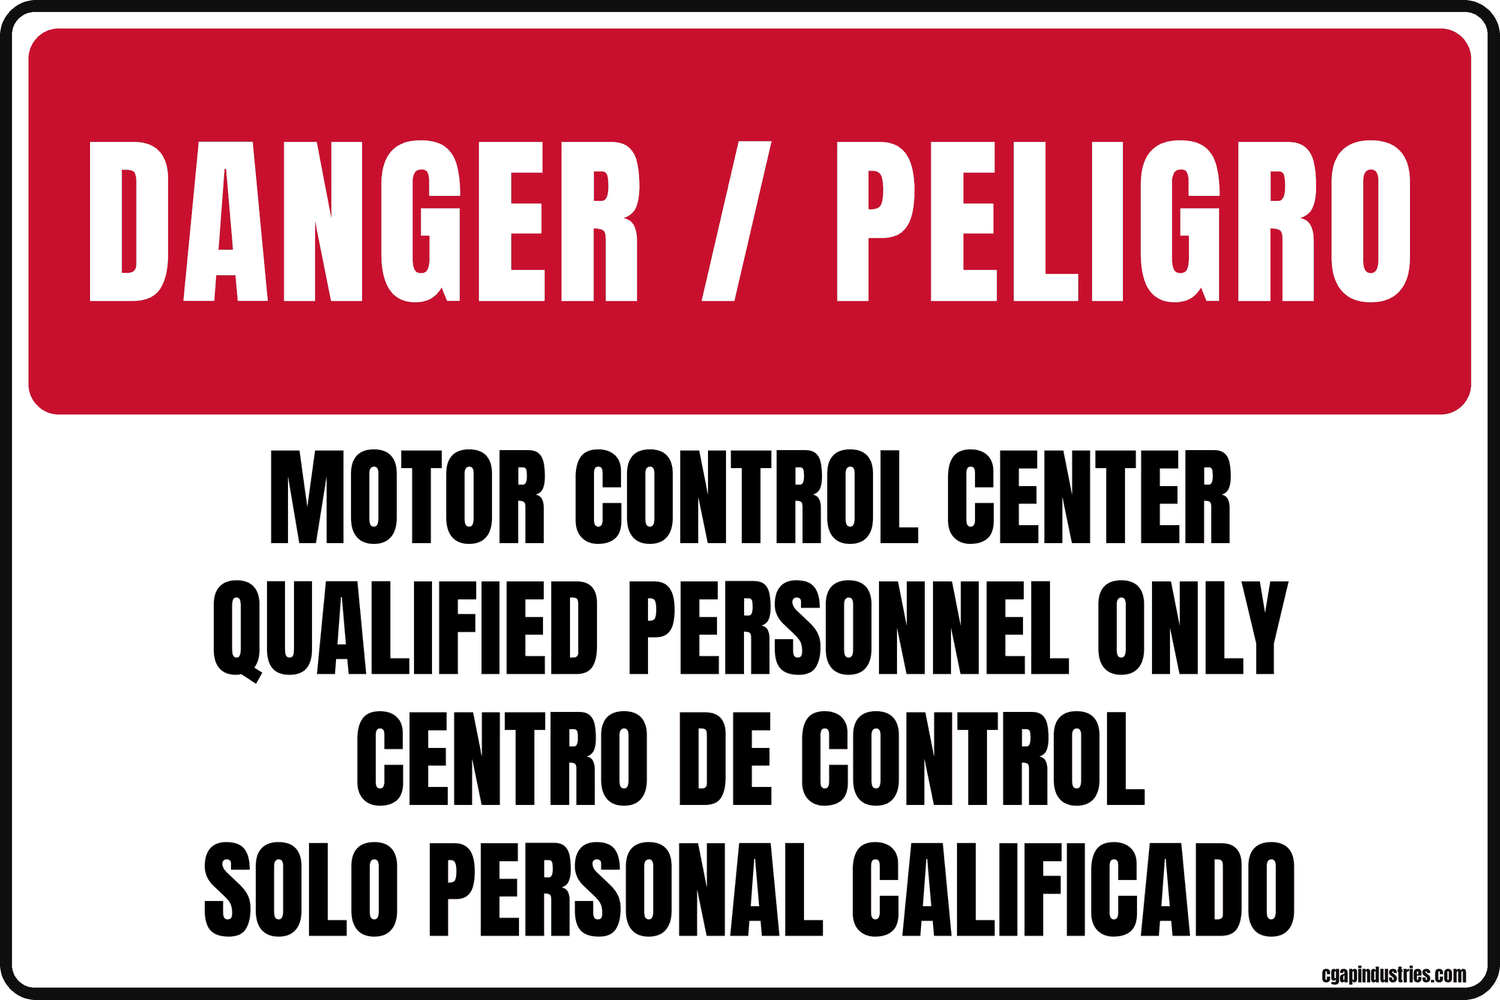 DANGER / PELIGRO
MOTOR CONTROL CENTER
QUALIFIED PERSONNEL ONLY
CENTRO DE CONTROL
SOLO PERSONAL CALIFICADO
cgapindustries.com